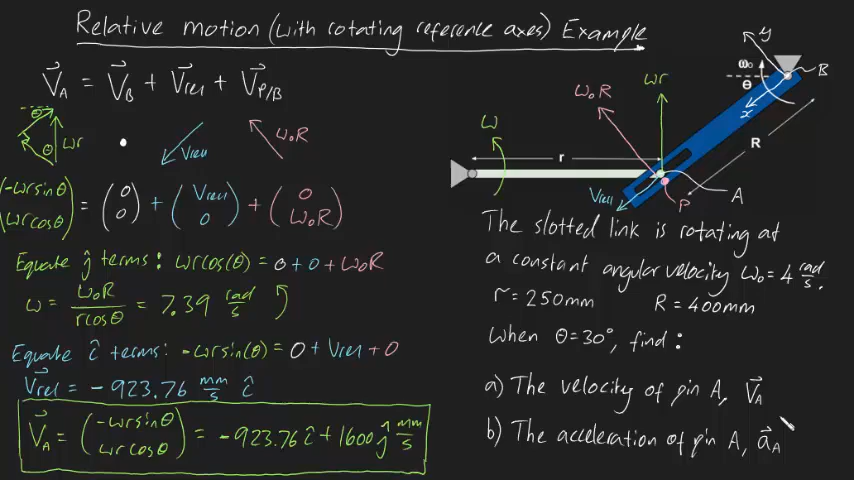 Relative motion (with rotating reference axes) Example
V⃗A = V⃗B + V⃗rel + V⃗P/B
θ
θ
ωr
Vrel
ω₀R
(-ωrsinθ
ωrcosθ) = (0
0) + (Vrel
0) + (0
ω₀R)
Equate ĵ terms: ωrcos(θ) = 0 + 0 + ω₀R
ω = ω₀R / rcosθ = 7.39 rad/s
Equate î terms: -ωrsin(θ) = 0 + Vrel + 0
V⃗rel = -923.76 mm/s î
V⃗A = (-ωrsinθ
ωrcosθ) = -923.76 î + 1600 ĵ mm/s
y
B
ω₀
θ
x
ωr
ω₀R
ω
r
R
Vrel
P
A
The slotted link is rotating at
a constant angular velocity ω₀ = 4 rad/s.
r = 250mm R = 400mm
When θ = 30°, find:
a) The velocity of pin A, V⃗A
b) The acceleration of pin A, a⃗A